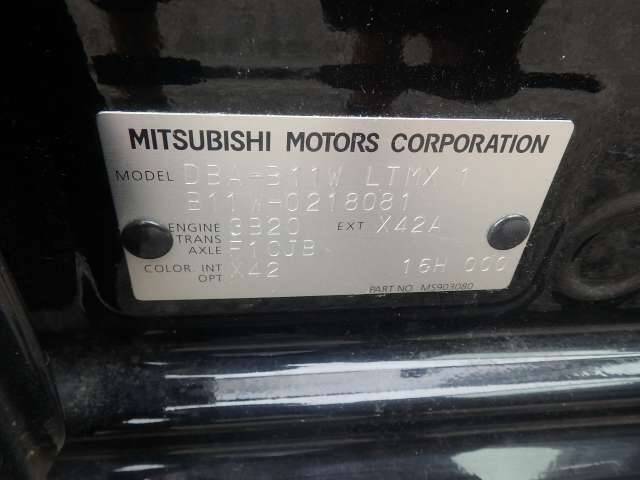 MITSUBISHI MOTORS CORPORATION
MODEL DBA-B11W LTMX 1
B11W-0218081
ENGINE 3B20 EXT X42A
TRANS AXLE F1CJB
COLOR, INT OPT X42 16H 000
PART NO. MS903080